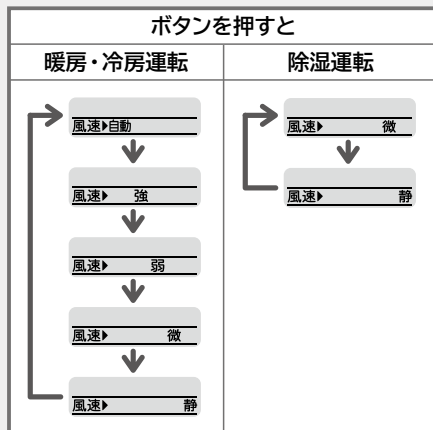 ボタンを押すと
暖房・冷房運転
除湿運転
風速▶自動
風速▶ 強
風速▶ 弱
風速▶ 微
風速▶ 静
風速▶ 微
風速▶ 静